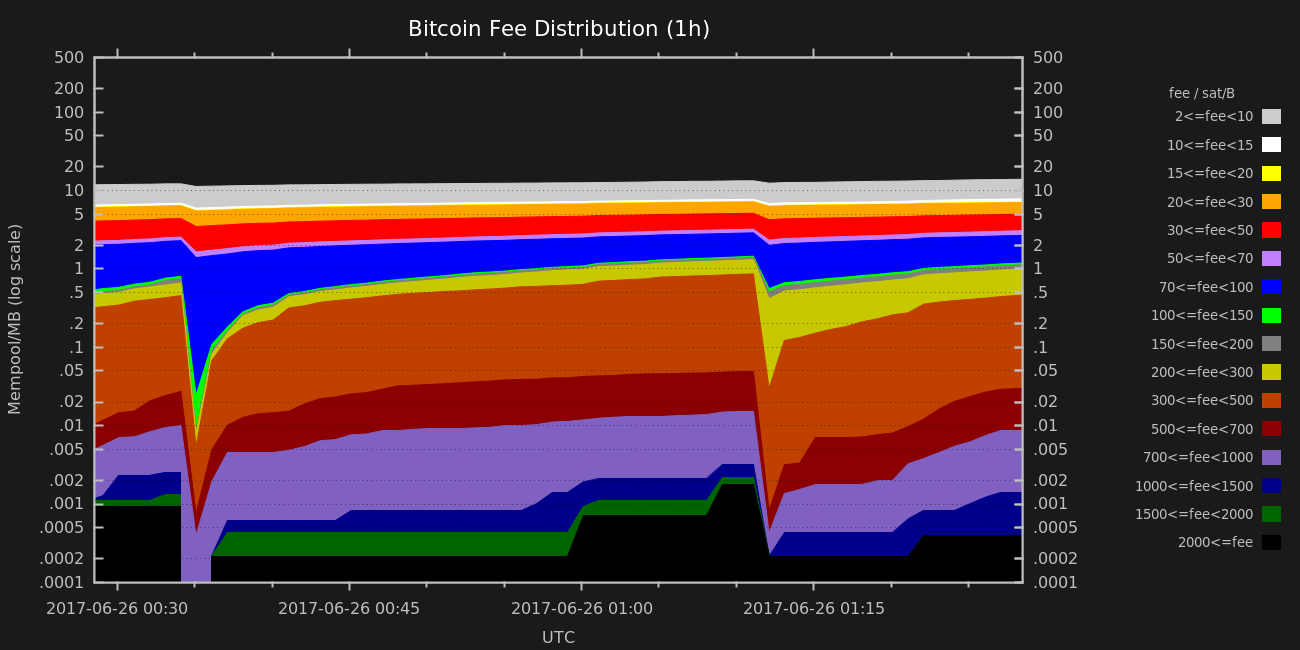 Bitcoin Fee Distribution (1h)
500 500
200 200
100 100
50 50
20 20
10 10
5 5
2 2
1 1
.5 .5
.2 .2
.1 .1
.05 .05
.02 .02
.01 .01
.005 .005
.002 .002
.001 .001
.0005 .0005
.0002 .0002
.0001 .0001
Mempool/MB (log scale)
2017-06-26 00:30 2017-06-26 00:45 2017-06-26 01:00 2017-06-26 01:15
UTC
fee / sat/B
2<=fee<10
10<=fee<15
15<=fee<20
20<=fee<30
30<=fee<50
50<=fee<70
70<=fee<100
100<=fee<150
150<=fee<200
200<=fee<300
300<=fee<500
500<=fee<700
700<=fee<1000
1000<=fee<1500
1500<=fee<2000
2000<=fee